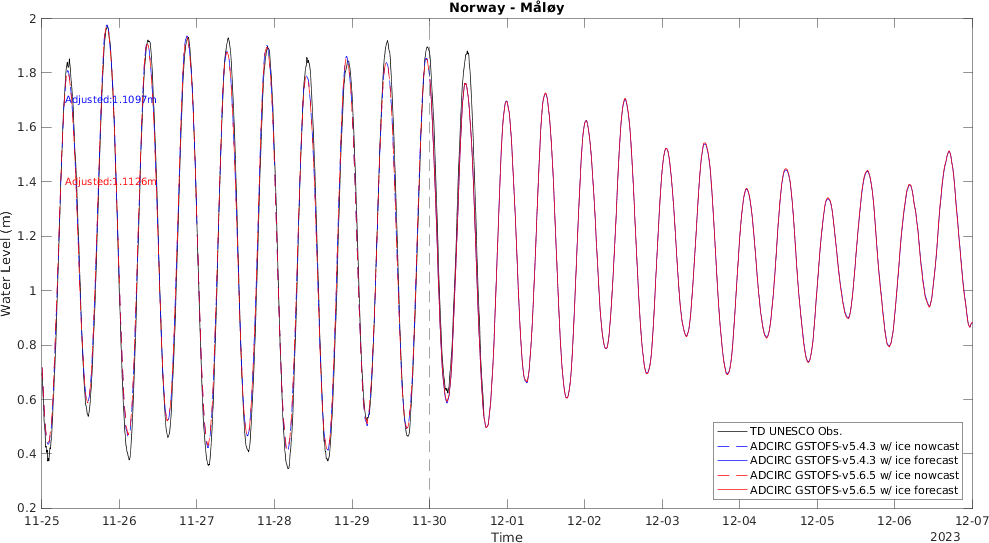 Norway - Måløy
Water Level (m)
2
1.8
1.6
1.4
1.2
1
0.8
0.6
0.4
0.2
Adjusted:1.1097m
Adjusted:1.1126m
TD UNESCO Obs.
ADCIRC GSTOFS-v5.4.3 w/ ice nowcast
ADCIRC GSTOFS-v5.4.3 w/ ice forecast
ADCIRC GSTOFS-v5.6.5 w/ ice nowcast
ADCIRC GSTOFS-v5.6.5 w/ ice forecast
11-25 11-26 11-27 11-28 11-29 11-30 12-01 12-02 12-03 12-04 12-05 12-06 12-07
Time
2023